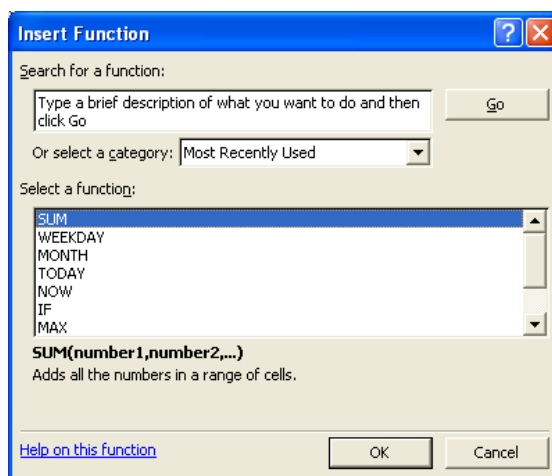 Insert Function
Search for a function:
Type a brief description of what you want to do and then
click Go
Go
Or select a category: Most Recently Used
Select a function:
SUM
WEEKDAY
MONTH
TODAY
NOW
IF
MAX
SUM(number1,number2,...)
Adds all the numbers in a range of cells.
Help on this function
OK
Cancel